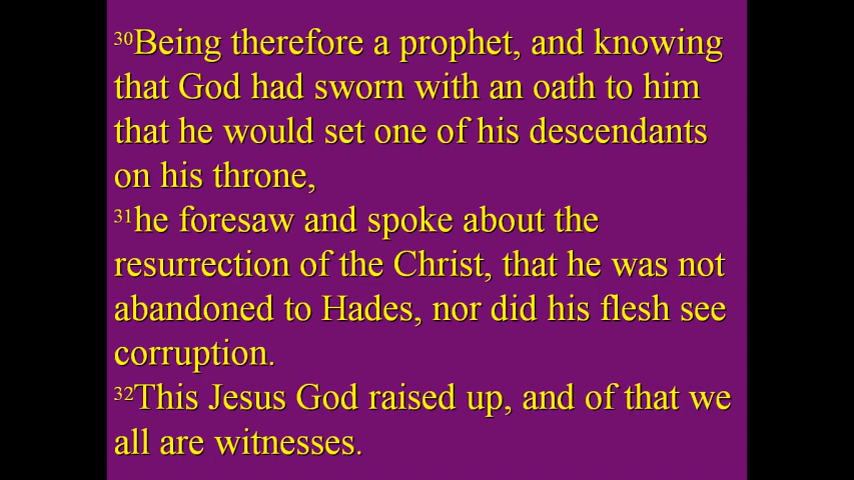 30Being therefore a prophet, and knowing
that God had sworn with an oath to him
that he would set one of his descendants
on his throne,
31he foresaw and spoke about the
resurrection of the Christ, that he was not
abandoned to Hades, nor did his flesh see
corruption.
32This Jesus God raised up, and of that we
all are witnesses.